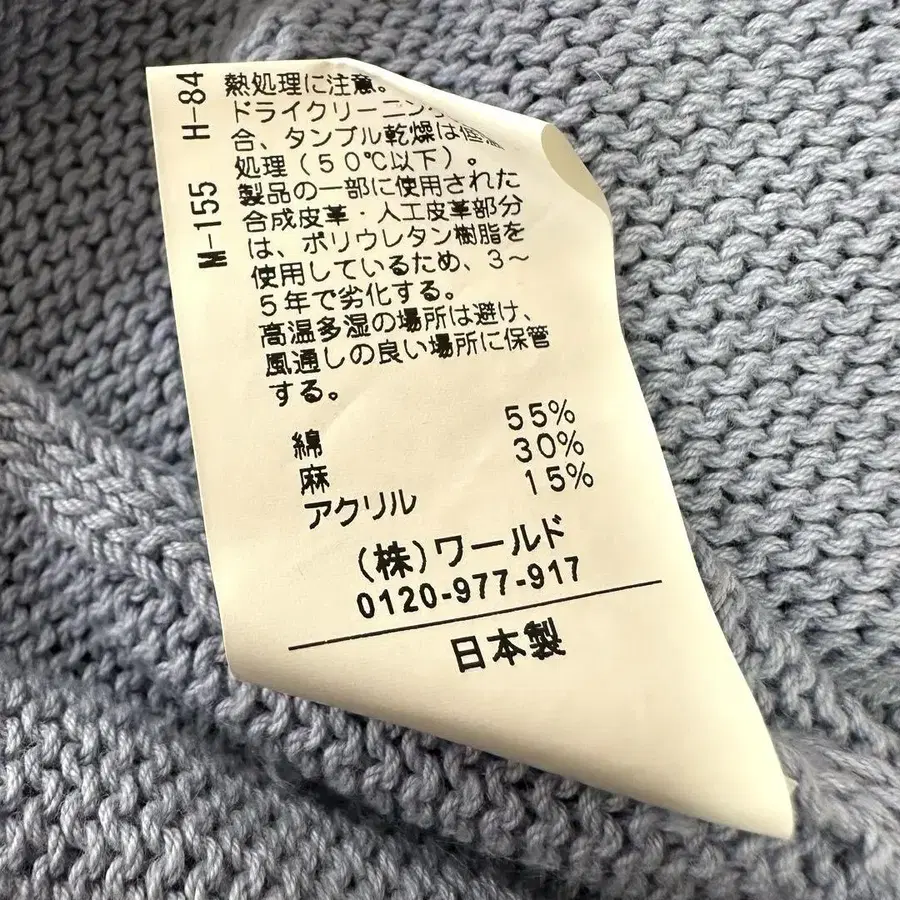 H-84
M-155
熱処理に注意。
ドライクリーニン
合、タンブル乾燥は低温
処理(50℃以下)。
製品の一部に使用された
合成皮革・人工皮革部分
は、ポリウレタン樹脂を
使用しているため、3～
5年で劣化する。
高温多湿の場所は避け、
風通しの良い場所に保管
する。
綿 55%
麻 30%
アクリル 15%
(株)ワールド
0120-977-917
日本製